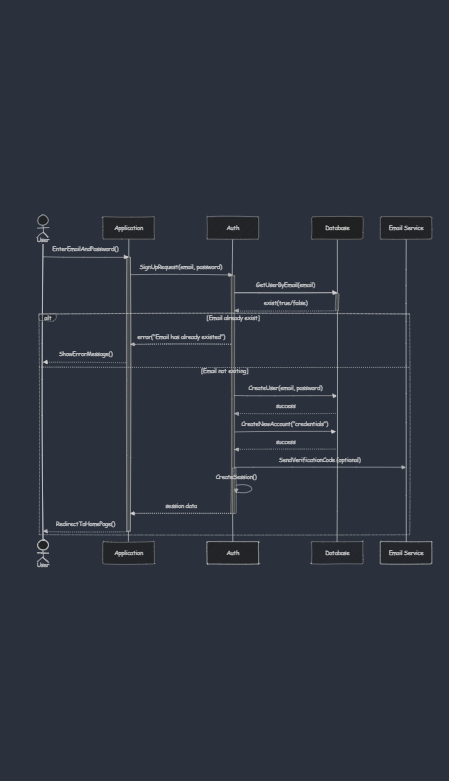 User
Application
Auth
Database
Email Service
EnterEmailAndPassword()
SignUpRequest(email, password)
GetUserByEmail(email)
exist(true/false)
alt
[Email already exist]
error("Email has already existed")
ShowErrorMessage()
[Email not exiting]
CreateUser(email, password)
success
CreateNewAccount("credentials")
success
SendVerificationCode (optional)
CreateSession()
session data
RedirectToHomePage()
User
Application
Auth
Database
Email Service